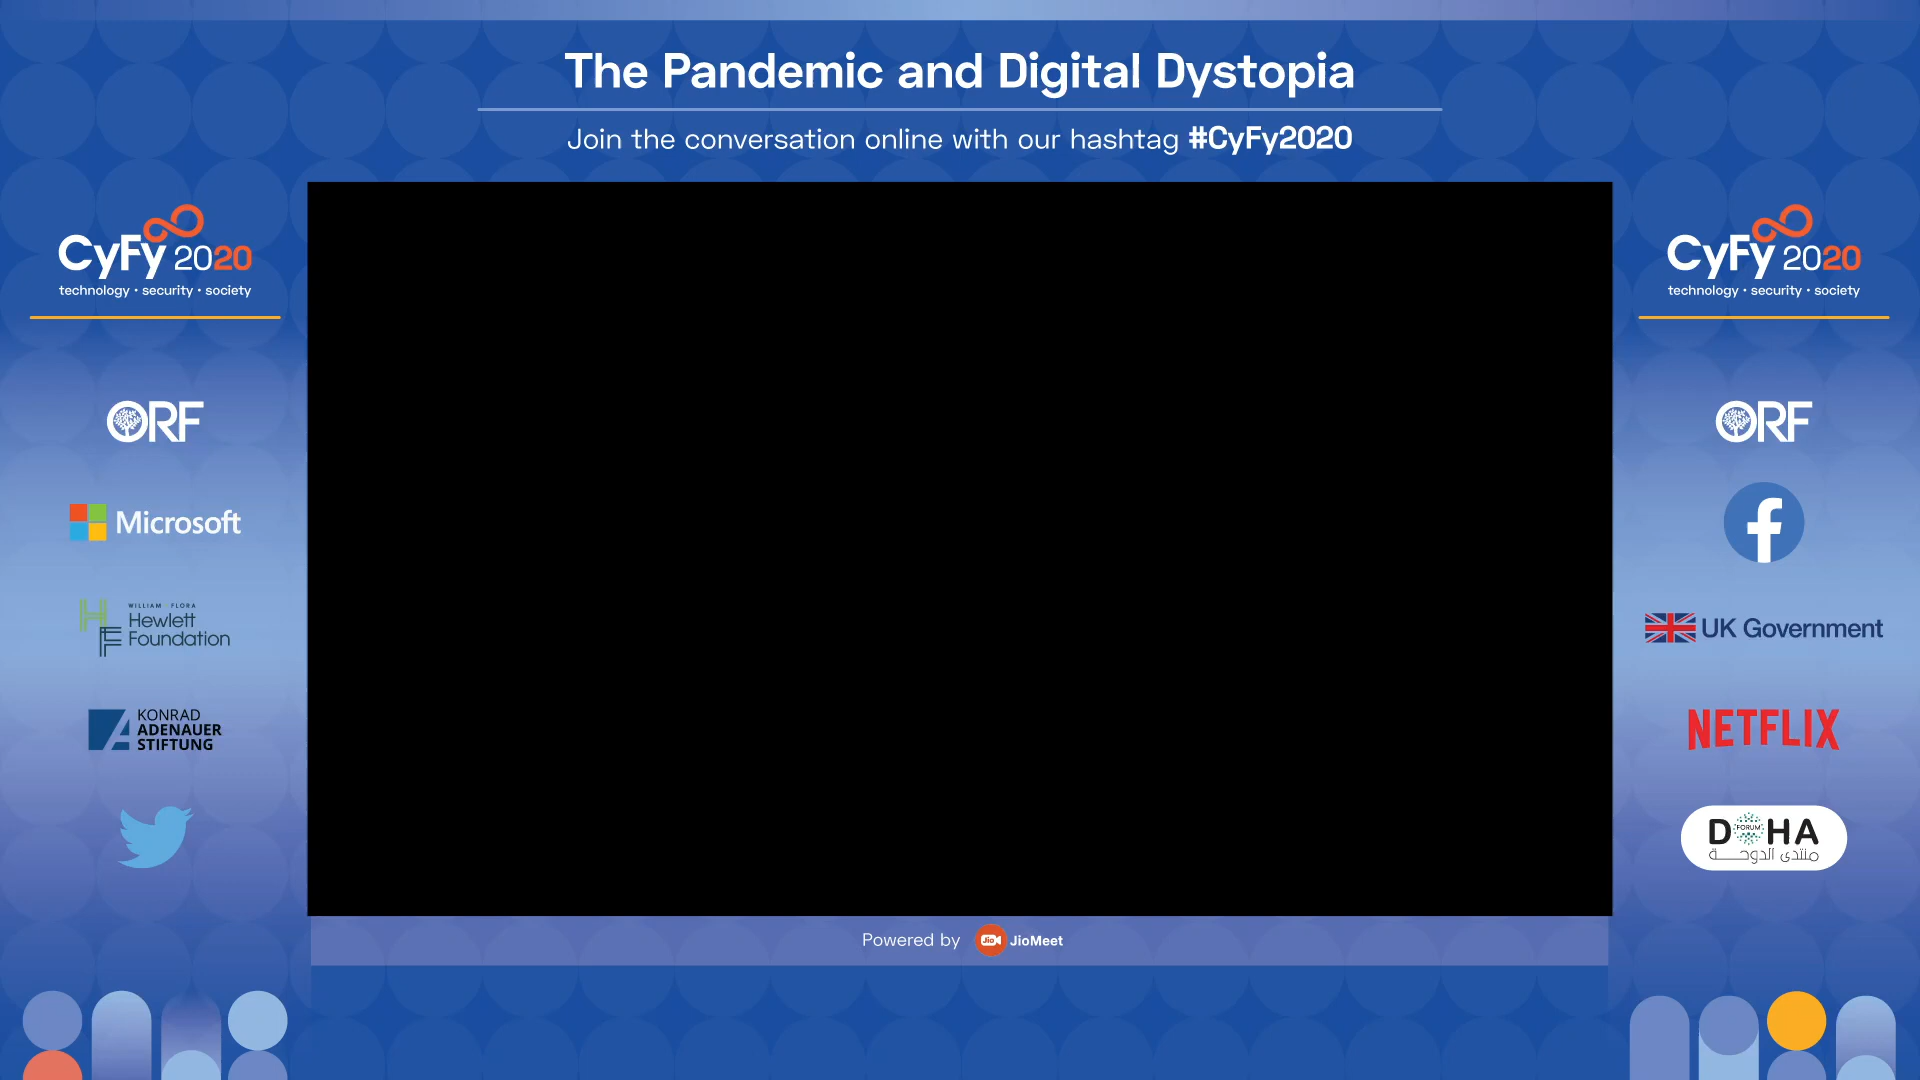 The Pandemic and Digital Dystopia
Join the conversation online with our hashtag #CyFy2020
CyFy 2020
technology · security · society
ORF
Microsoft
WILLIAM FLORA
Hewlett
Foundation
KONRAD
ADENAUER
STIFTUNG
CyFy 2020
technology · security · society
ORF
UK Government
NETFLIX
DOHA
FORUM
منتدى الدوحة
Powered by Jio JioMeet